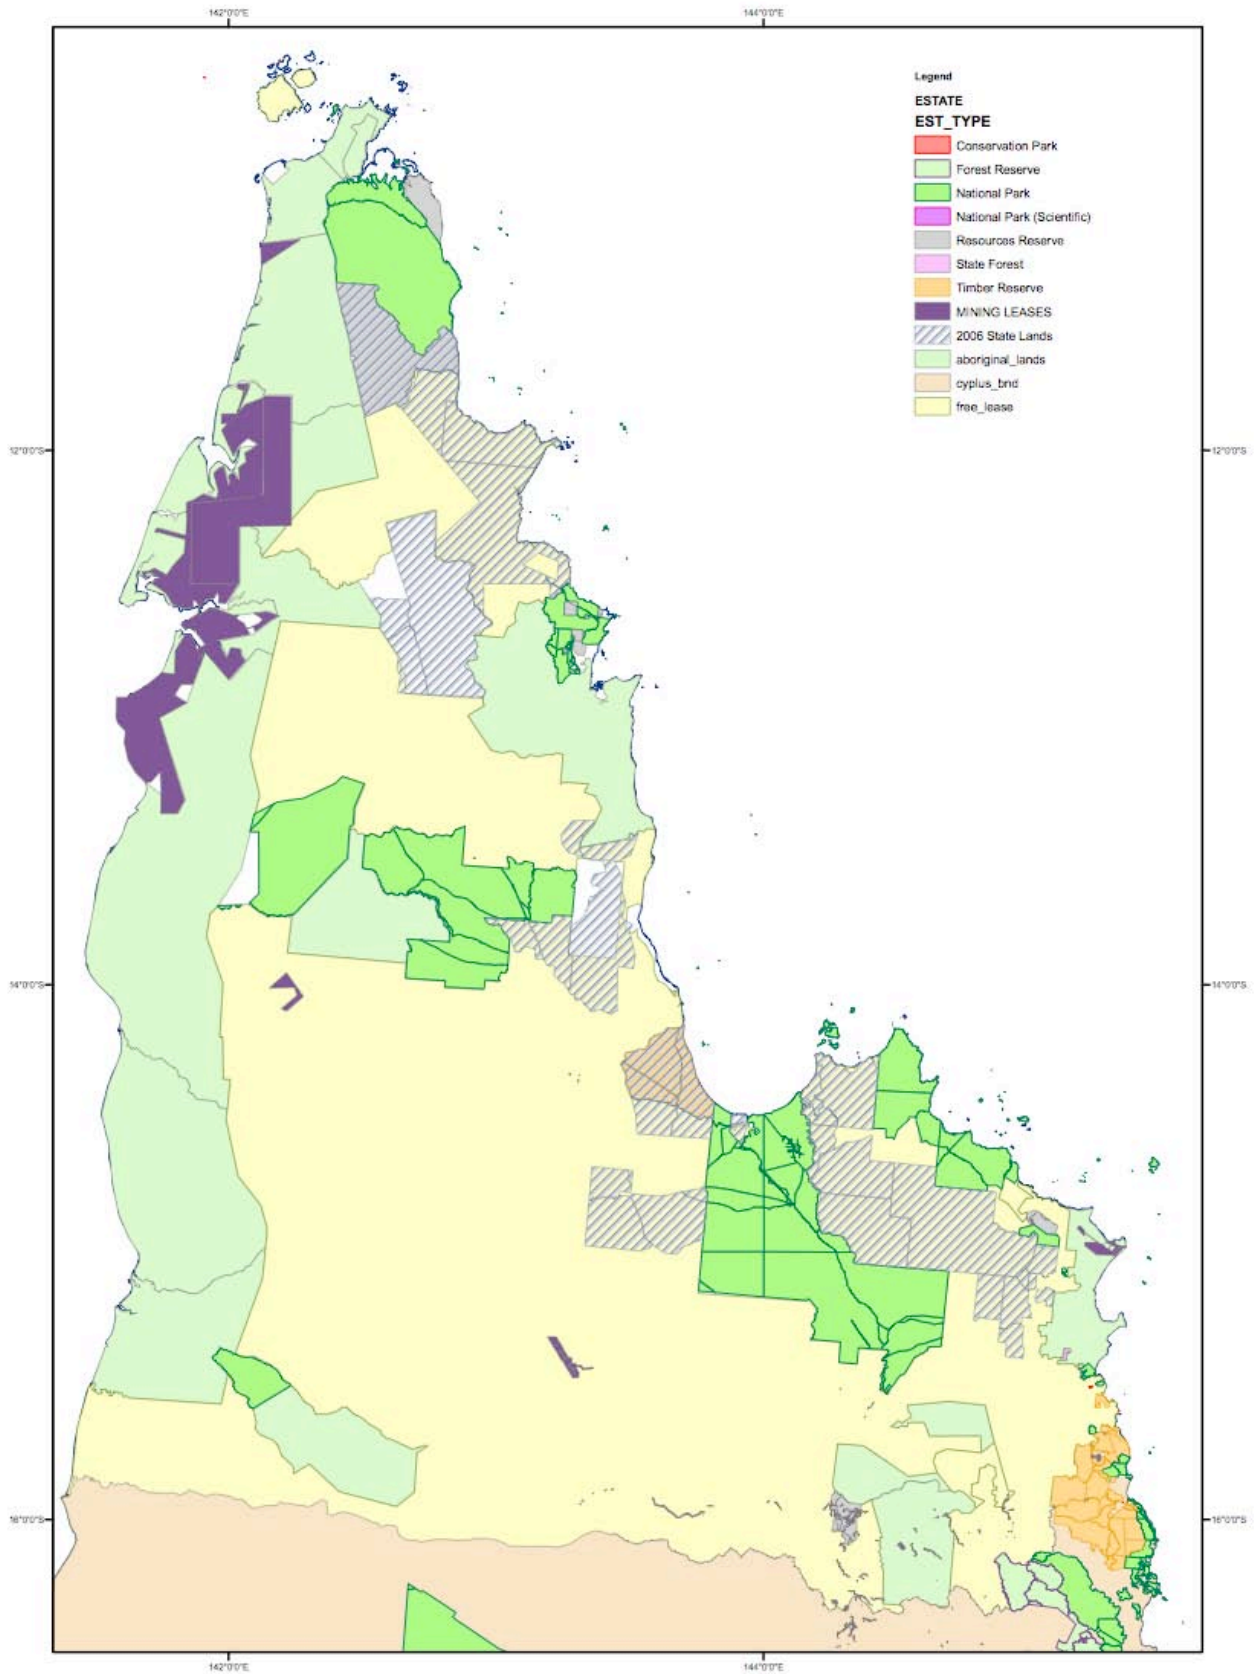 142°0'0"E 144°0'0"E
Legend
ESTATE
EST_TYPE
Conservation Park
Forest Reserve
National Park
National Park (Scientific)
Resources Reserve
State Forest
Timber Reserve
MINING LEASES
2006 State Lands
aboriginal_lands
cyplus_bnd
free_lease
12°0'0"S 12°0'0"S
14°0'0"S 14°0'0"S
16°0'0"S 16°0'0"S
142°0'0"E 144°0'0"E